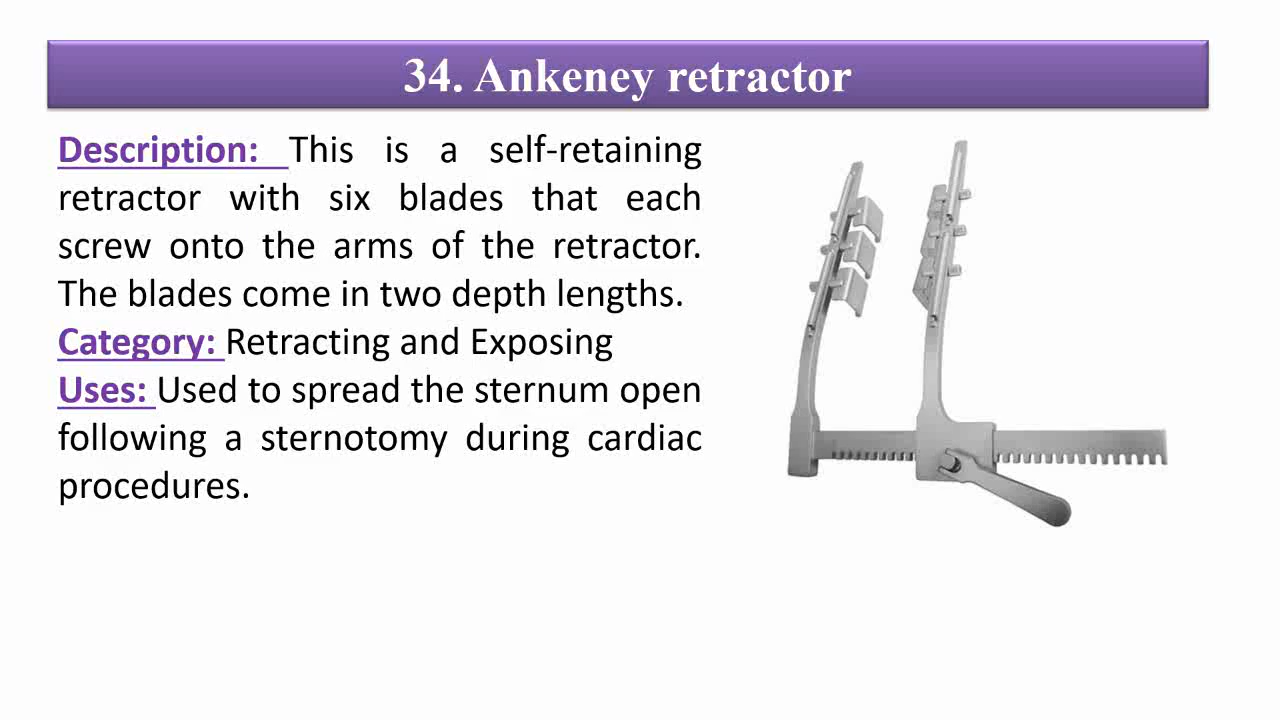 34. Ankeney retractor
Description: This is a self-retaining
retractor with six blades that each
screw onto the arms of the retractor.
The blades come in two depth lengths.
Category: Retracting and Exposing
Uses: Used to spread the sternum open
following a sternotomy during cardiac
procedures.